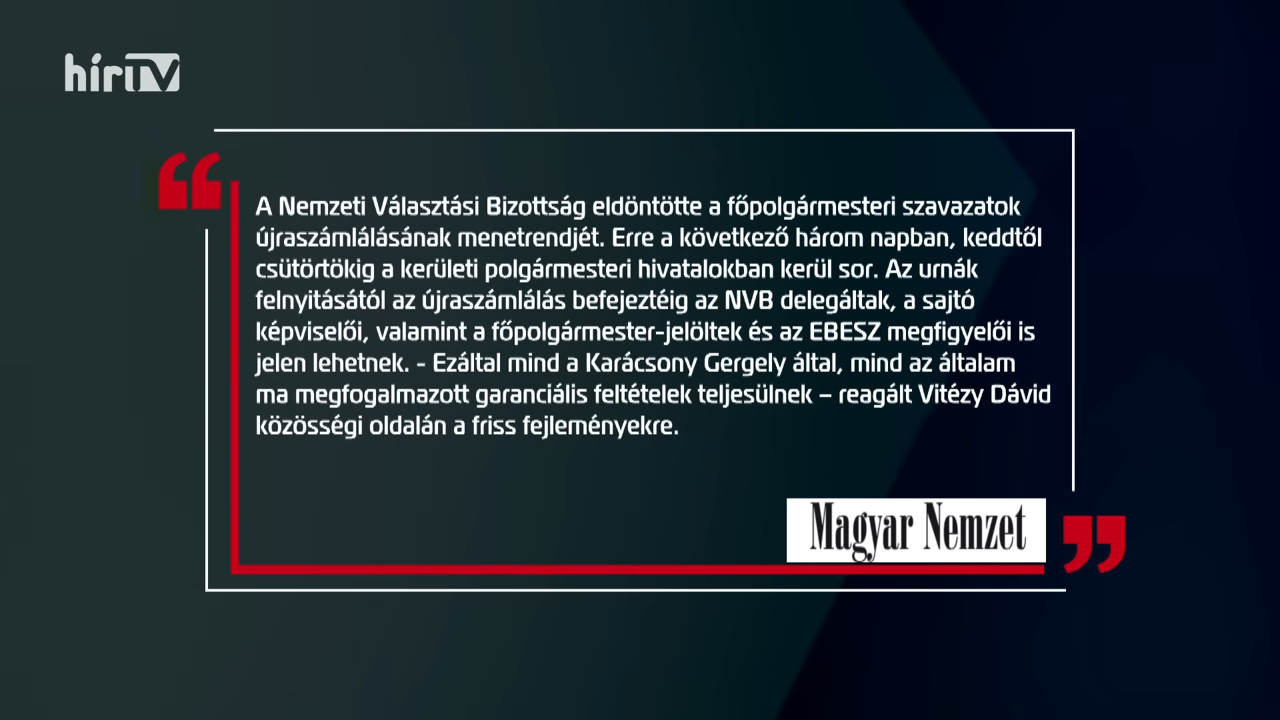 hírTV
A Nemzeti Választási Bizottság eldöntötte a főpolgármesteri szavazatok
újraszámlálásának menetrendjét. Erre a következő három napban, keddtől
csütörtökig a kerületi polgármesteri hivatalokban kerül sor. Az urnák
felnyitásától az újraszámlálás befejeztéig az NVB delegáltak, a sajtó
képviselői, valamint a főpolgármester-jelöltek és az EBESZ megfigyelői is
jelen lehetnek. - Ezáltal mind a Karácsony Gergely által, mind az általam
ma megfogalmazott garanciális feltételek teljesülnek – reagált Vitézy Dávid
közösségi oldalán a friss fejleményekre.
Magyar Nemzet